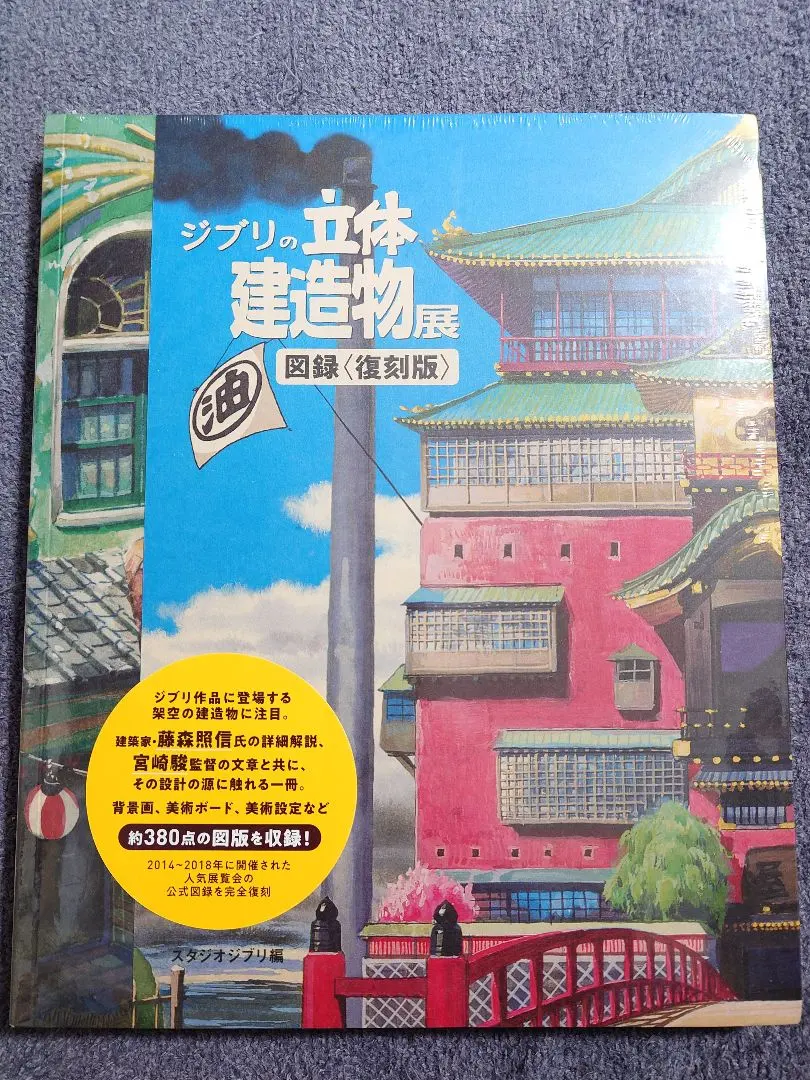 ジブリの立体
建造物展
図録〈復刻版〉
油
ジブリ作品に登場する
架空の建造物に注目。
建築家・藤森照信氏の詳細解説、
宮崎駿監督の文章と共に、
その設計の源に触れる一冊。
背景画、美術ボード、美術設定など
約380点の図版を収録!
2014~2018年に開催された
人気展覧会の
公式図録を完全復刻
スタジオジブリ編